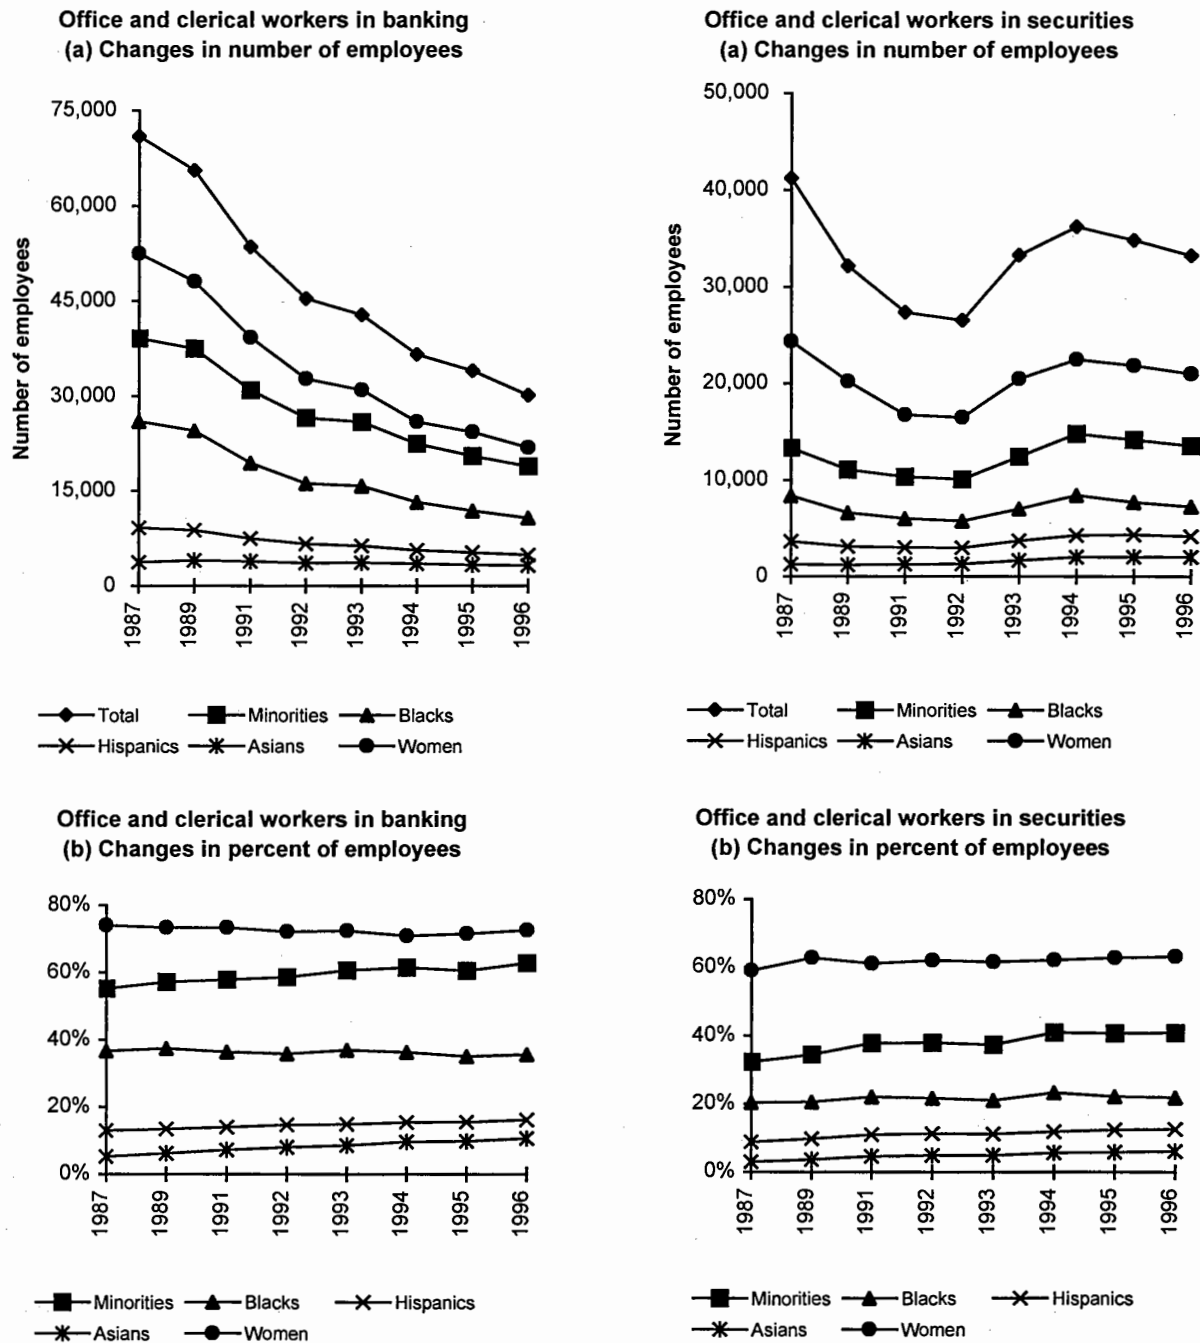 Office and clerical workers in banking
(a) Changes in number of employees
75,000
60,000
45,000
30,000
15,000
0
Number of employees
1987
1989
1991
1992
1993
1994
1995
1996
Total
Minorities
Blacks
Hispanics
Asians
Women
Office and clerical workers in securities
(a) Changes in number of employees
50,000
40,000
30,000
20,000
10,000
0
Number of employees
1987
1989
1991
1992
1993
1994
1995
1996
Total
Minorities
Blacks
Hispanics
Asians
Women
Office and clerical workers in banking
(b) Changes in percent of employees
80%
60%
40%
20%
0%
1987
1989
1991
1992
1993
1994
1995
1996
Minorities
Blacks
Hispanics
Asians
Women
Office and clerical workers in securities
(b) Changes in percent of employees
80%
60%
40%
20%
0%
1987
1989
1991
1992
1993
1994
1995
1996
Minorities
Blacks
Hispanics
Asians
Women